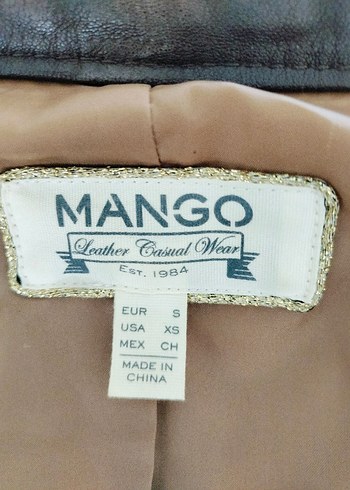 MANGO
Leather Casual Wear
EST. 1984
EUR S
USA XS
MEX CH
MADE IN
CHINA